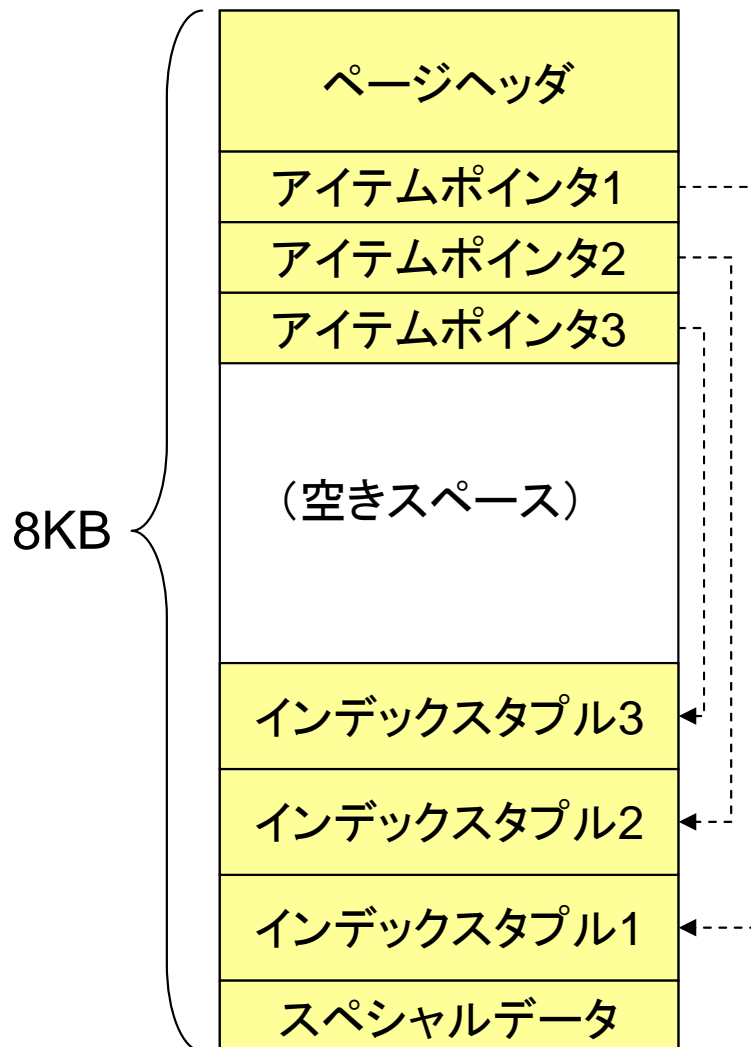 ページヘッダ
アイテムポインタ1
アイテムポインタ2
アイテムポインタ3
(空きスペース)
8KB
インデックスタプル3
インデックスタプル2
インデックスタプル1
スペシャルデータ